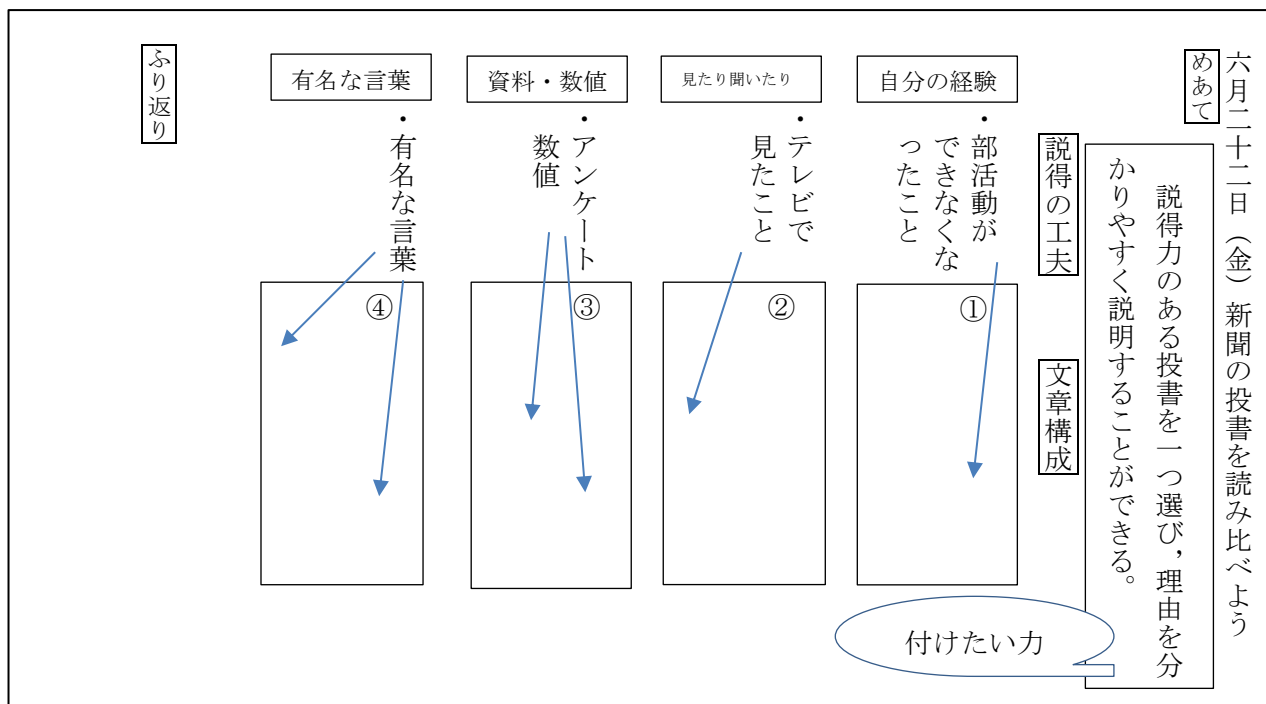 六月二十二日（金）新聞の投書を読み比べよう
めあて
説得力のある投書を一つ選び，理由を分
かりやすく説明することができる。
付けたい力
説得の工夫
文章構成
自分の経験
・部活動が
できなくな
ったこと
①
見たり聞いたり
・テレビで
見たこと
②
資料・数値
・アンケート
数値
③
有名な言葉
・有名な言葉
④
ふり返り